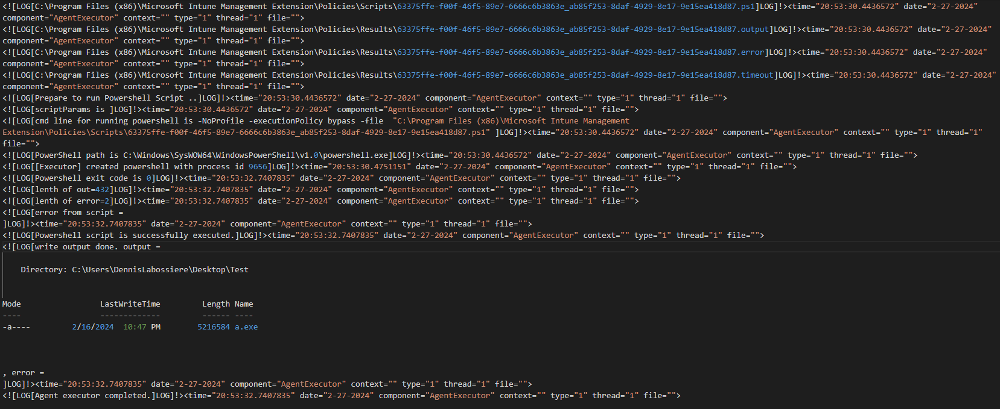 <![LOG[C:\Program Files (x86)\Microsoft Intune Management Extension\Policies\Scripts\63375ffe-f00f-46f5-89e7-6666c6b3863e_ab85f253-8daf-4929-8e17-9e15ea418d87.ps1]LOG]!><time="20:53:30.4436572" date="2-27-2024"
component="AgentExecutor" context="" type="1" thread="1" file="">
<![LOG[C:\Program Files (x86)\Microsoft Intune Management Extension\Policies\Results\63375ffe-f00f-46f5-89e7-6666c6b3863e_ab85f253-8daf-4929-8e17-9e15ea418d87.output]LOG]!><time="20:53:30.4436572" date="2-27-2024"
component="AgentExecutor" context="" type="1" thread="1" file="">
<![LOG[C:\Program Files (x86)\Microsoft Intune Management Extension\Policies\Results\63375ffe-f00f-46f5-89e7-6666c6b3863e_ab85f253-8daf-4929-8e17-9e15ea418d87.error]LOG]!><time="20:53:30.4436572" date="2-27-2024"
component="AgentExecutor" context="" type="1" thread="1" file="">
<![LOG[C:\Program Files (x86)\Microsoft Intune Management Extension\Policies\Results\63375ffe-f00f-46f5-89e7-6666c6b3863e_ab85f253-8daf-4929-8e17-9e15ea418d87.timeout]LOG]!><time="20:53:30.4436572" date="2-27-2024"
component="AgentExecutor" context="" type="1" thread="1" file="">
<![LOG[Prepare to run Powershell Script ..]LOG]!><time="20:53:30.4436572" date="2-27-2024" component="AgentExecutor" context="" type="1" thread="1" file="">
<![LOG[scriptParams is ]LOG]!><time="20:53:30.4436572" date="2-27-2024" component="AgentExecutor" context="" type="1" thread="1" file="">
<![LOG[cmd line for running powershell is -NoProfile -executionPolicy bypass -file  "C:\Program Files (x86)\Microsoft Intune Management
Extension\Policies\Scripts\63375ffe-f00f-46f5-89e7-6666c6b3863e_ab85f253-8daf-4929-8e17-9e15ea418d87.ps1" ]LOG]!><time="20:53:30.4436572" date="2-27-2024" component="AgentExecutor" context="" type="1" thread="1"
file="">
<![LOG[PowerShell path is C:\Windows\SysWOW64\WindowsPowerShell\v1.0\powershell.exe]LOG]!><time="20:53:30.4436572" date="2-27-2024" component="AgentExecutor" context="" type="1" thread="1" file="">
<![LOG[[Executor] created powershell with process id 9656]LOG]!><time="20:53:30.4751151" date="2-27-2024" component="AgentExecutor" context="" type="1" thread="1" file="">
<![LOG[Powershell exit code is 0]LOG]!><time="20:53:32.7407835" date="2-27-2024" component="AgentExecutor" context="" type="1" thread="1" file="">
<![LOG[lenth of out=432]LOG]!><time="20:53:32.7407835" date="2-27-2024" component="AgentExecutor" context="" type="1" thread="1" file="">
<![LOG[lenth of error=2]LOG]!><time="20:53:32.7407835" date="2-27-2024" component="AgentExecutor" context="" type="1" thread="1" file="">
<![LOG[error from script =
]LOG]!><time="20:53:32.7407835" date="2-27-2024" component="AgentExecutor" context="" type="1" thread="1" file="">
<![LOG[Powershell script is successfully executed.]LOG]!><time="20:53:32.7407835" date="2-27-2024" component="AgentExecutor" context="" type="1" thread="1" file="">
<![LOG[write output done. output =
Directory: C:\Users\DennisLabossiere\Desktop\Test
Mode                 LastWriteTime         Length Name
----                 -------------         ------ ----
-a----         2/16/2024  10:47 PM        5216584 a.exe
, error =
]LOG]!><time="20:53:32.7407835" date="2-27-2024" component="AgentExecutor" context="" type="1" thread="1" file="">
<![LOG[Agent executor completed.]LOG]!><time="20:53:32.7407835" date="2-27-2024" component="AgentExecutor" context="" type="1" thread="1" file="">